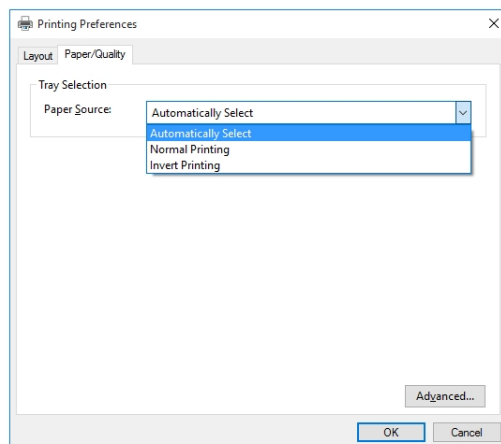 Printing Preferences
Layout Paper/Quality
Tray Selection
Paper Source: Automatically Select
Automatically Select
Normal Printing
Invert Printing
Advanced...
OK Cancel